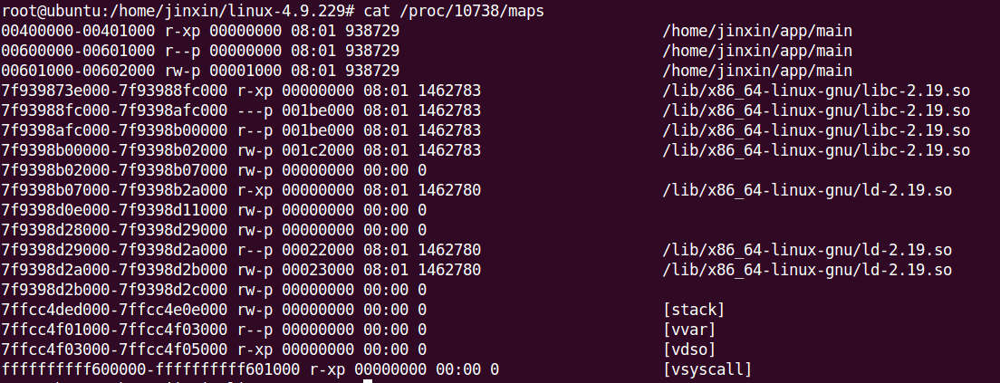 root@ubuntu:/home/jinxin/linux-4.9.229# cat /proc/10738/maps
00400000-00401000 r-xp 00000000 08:01 938729 /home/jinxin/app/main
00600000-00601000 r--p 00000000 08:01 938729 /home/jinxin/app/main
00601000-00602000 rw-p 00001000 08:01 938729 /home/jinxin/app/main
7f939873e000-7f93988fc000 r-xp 00000000 08:01 1462783 /lib/x86_64-linux-gnu/libc-2.19.so
7f93988fc000-7f9398afc000 ---p 001be000 08:01 1462783 /lib/x86_64-linux-gnu/libc-2.19.so
7f9398afc000-7f9398b00000 r--p 001be000 08:01 1462783 /lib/x86_64-linux-gnu/libc-2.19.so
7f9398b00000-7f9398b02000 rw-p 001c2000 08:01 1462783 /lib/x86_64-linux-gnu/libc-2.19.so
7f9398b02000-7f9398b07000 rw-p 00000000 00:00 0
7f9398b07000-7f9398b2a000 r-xp 00000000 08:01 1462780 /lib/x86_64-linux-gnu/ld-2.19.so
7f9398d0e000-7f9398d11000 rw-p 00000000 00:00 0
7f9398d28000-7f9398d29000 rw-p 00000000 00:00 0
7f9398d29000-7f9398d2a000 r--p 00022000 08:01 1462780 /lib/x86_64-linux-gnu/ld-2.19.so
7f9398d2a000-7f9398d2b000 rw-p 00023000 08:01 1462780 /lib/x86_64-linux-gnu/ld-2.19.so
7f9398d2b000-7f9398d2c000 rw-p 00000000 00:00 0
7ffcc4ded000-7ffcc4e0e000 rw-p 00000000 00:00 0 [stack]
7ffcc4f01000-7ffcc4f03000 r--p 00000000 00:00 0 [vvar]
7ffcc4f03000-7ffcc4f05000 r-xp 00000000 00:00 0 [vdso]
ffffffffff600000-ffffffffff601000 r-xp 00000000 00:00 0 [vsyscall]